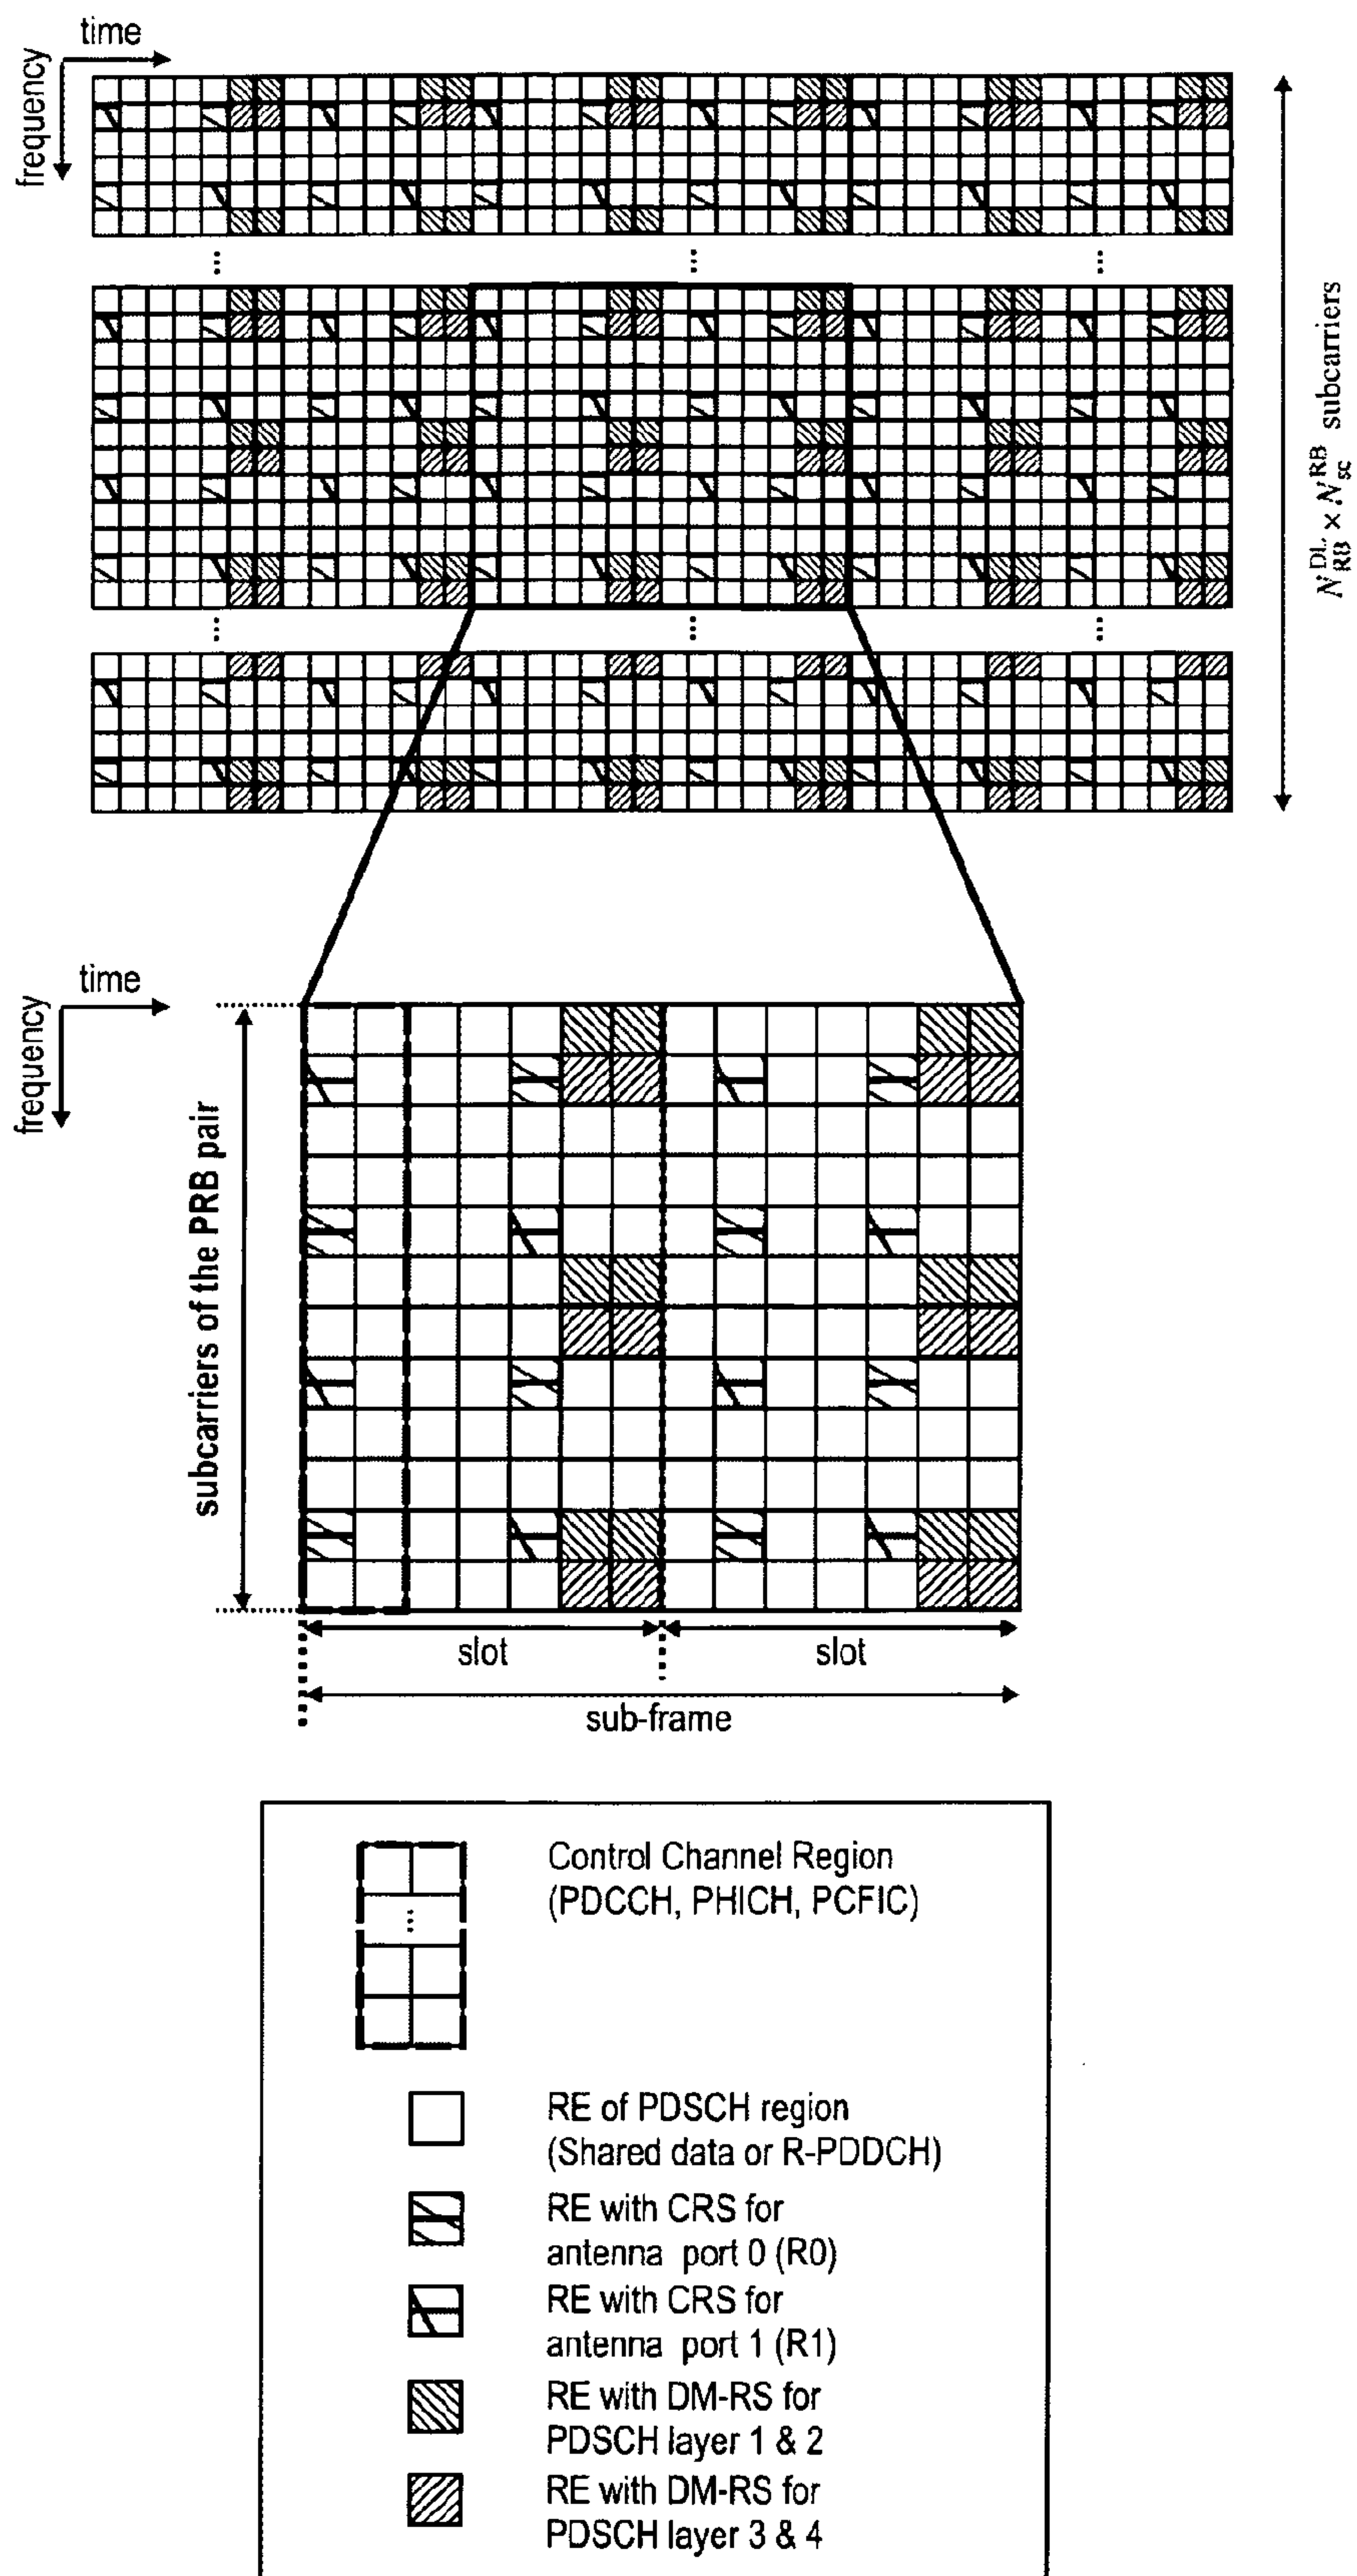 time
frequency
...
...
...
N_RB^DL × N_sc^RB subcarriers
...
...
...
time
frequency
subcarriers of the PRB pair
slot
slot
sub-frame
Control Channel Region
(PDCCH, PHICH, PCFIC)
...
RE of PDSCH region
(Shared data or R-PDDCH)
RE with CRS for
antenna port 0 (R0)
RE with CRS for
antenna port 1 (R1)
RE with DM-RS for
PDSCH layer 1 & 2
RE with DM-RS for
PDSCH layer 3 & 4